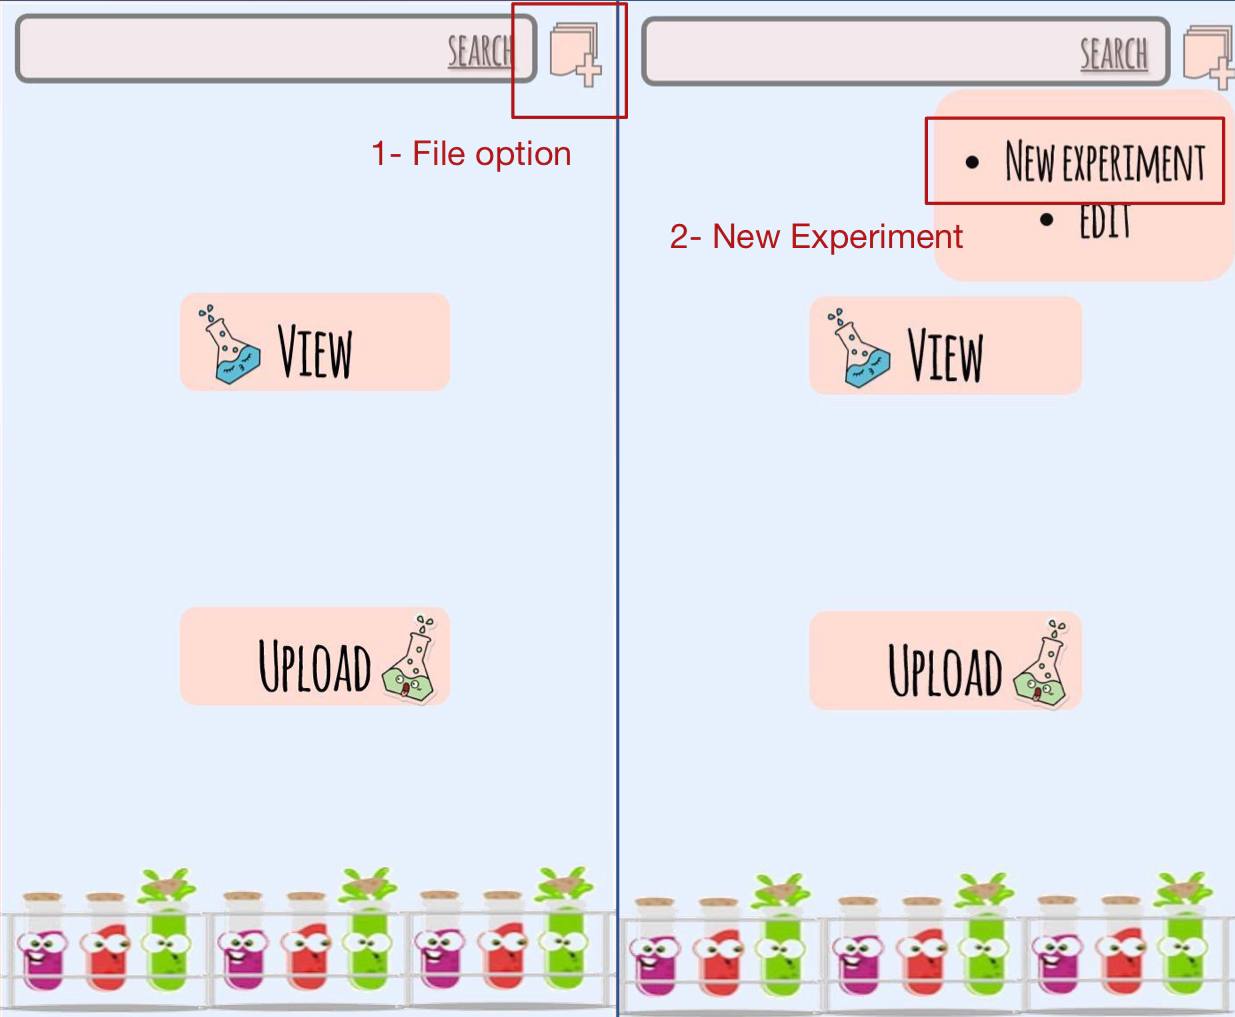 SEARCH
1- File option
VIEW
UPLOAD
SEARCH
NEW EXPERIMENT
EDIT
2- New Experiment
VIEW
UPLOAD